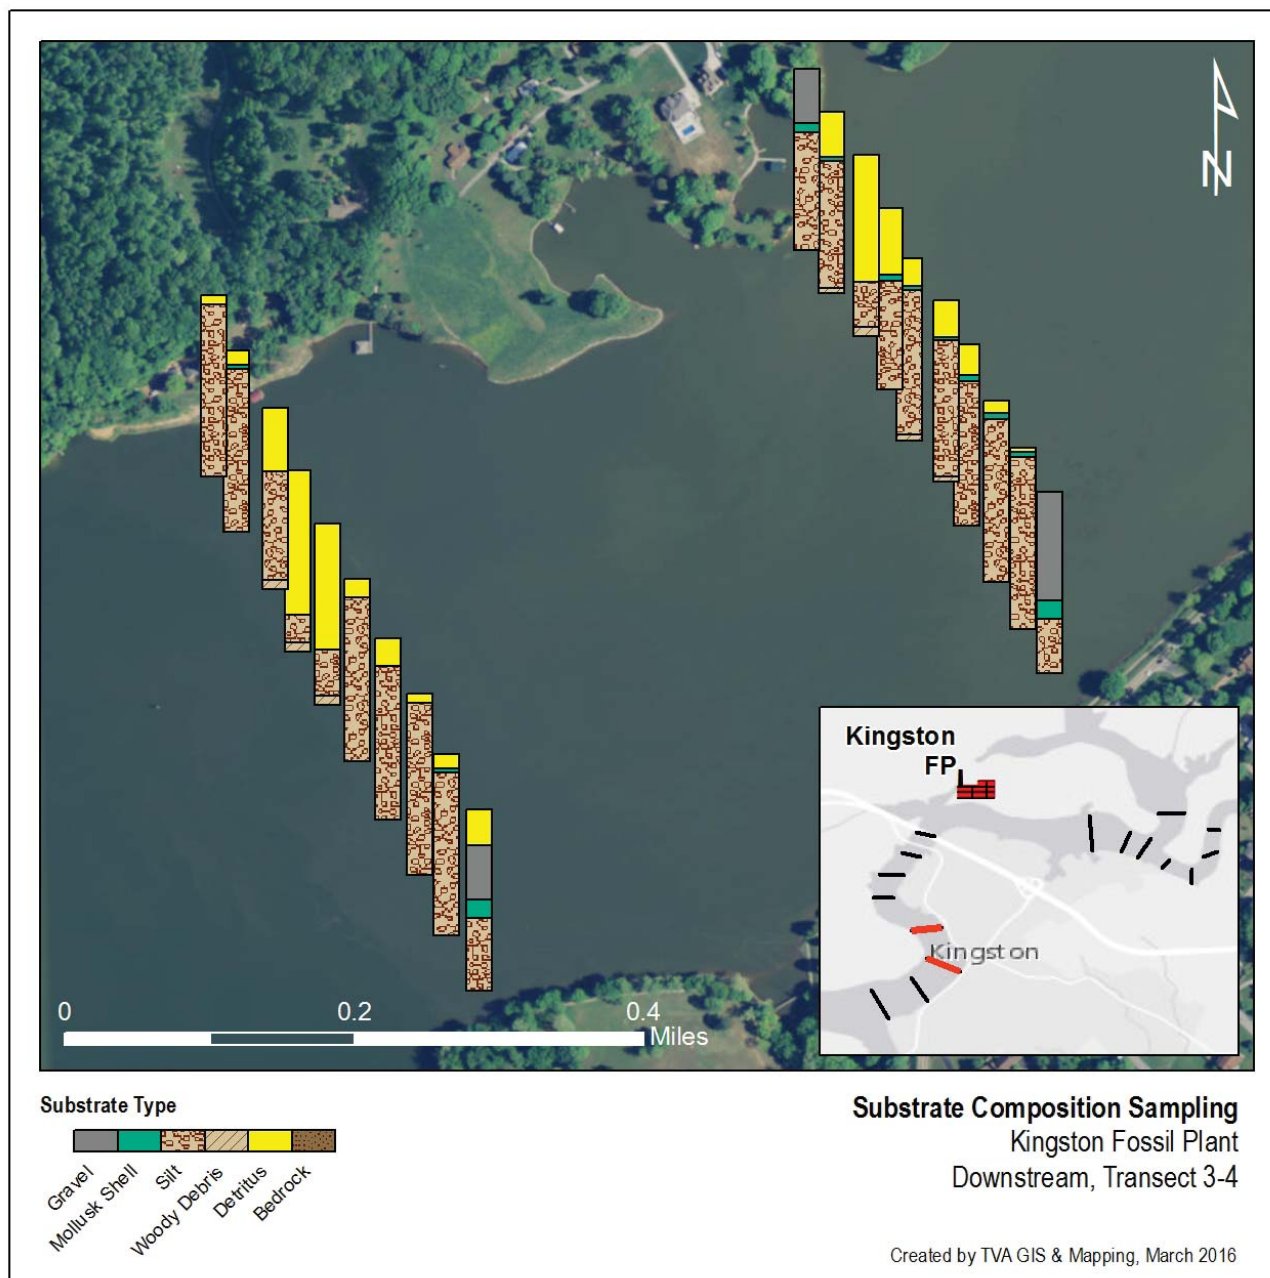 N
Kingston
FP
Kingston
0 0.2 0.4
Miles
Substrate Type
Gravel
Mollusk Shell
Silt
Woody Debris
Detritus
Bedrock
Substrate Composition Sampling
Kingston Fossil Plant
Downstream, Transect 3-4
Created by TVA GIS & Mapping, March 2016